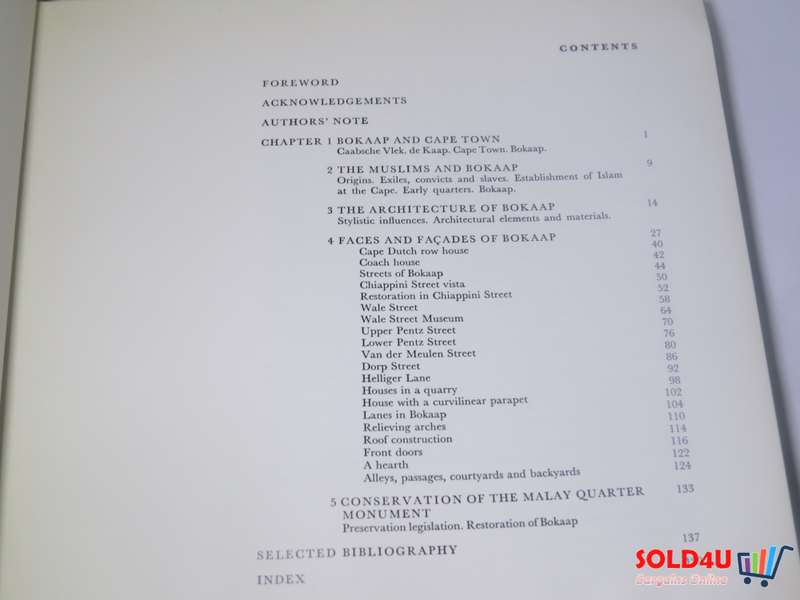 CONTENTS
FOREWORD
ACKNOWLEDGEMENTS
AUTHORS' NOTE
CHAPTER 1 BOKAAP AND CAPE TOWN 1
Caabsche Vlek. de Kaap. Cape Town. Bokaap.
2 THE MUSLIMS AND BOKAAP 9
Origins. Exiles, convicts and slaves. Establishment of Islam
at the Cape. Early quarters. Bokaap.
3 THE ARCHITECTURE OF BOKAAP 14
Stylistic influences. Architectural elements and materials.
4 FACES AND FAÇADES OF BOKAAP 27
Cape Dutch row house 40
Coach house 42
Streets of Bokaap 44
Chiappini Street vista 50
Restoration in Chiappini Street 52
Wale Street 58
Wale Street Museum 64
Upper Pentz Street 70
Lower Pentz Street 76
Van der Meulen Street 80
Dorp Street 86
Helliger Lane 92
Houses in a quarry 98
House with a curvilinear parapet 102
Lanes in Bokaap 104
Relieving arches 110
Roof construction 114
Front doors 116
A hearth 122
Alleys, passages, courtyards and backyards 124
5 CONSERVATION OF THE MALAY QUARTER 133
MONUMENT
Preservation legislation. Restoration of Bokaap
SELECTED BIBLIOGRAPHY 137
INDEX
SOLD4U
Bargains Online